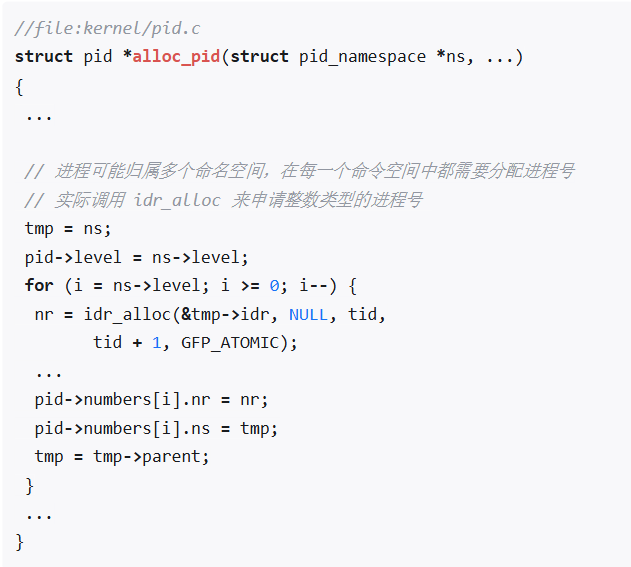 //file:kernel/pid.c
struct pid *alloc_pid(struct pid_namespace *ns, ...)
{
 ...
 // 进程可能归属多个命名空间，在每一个命令空间中都需要分配进程号
 // 实际调用 idr_alloc 来申请整数类型的进程号
 tmp = ns;
 pid->level = ns->level;
 for (i = ns->level; i >= 0; i--) {
  nr = idr_alloc(&tmp->idr, NULL, tid,
        tid + 1, GFP_ATOMIC);
  ...
  pid->numbers[i].nr = nr;
  pid->numbers[i].ns = tmp;
  tmp = tmp->parent;
 }
 ...
}